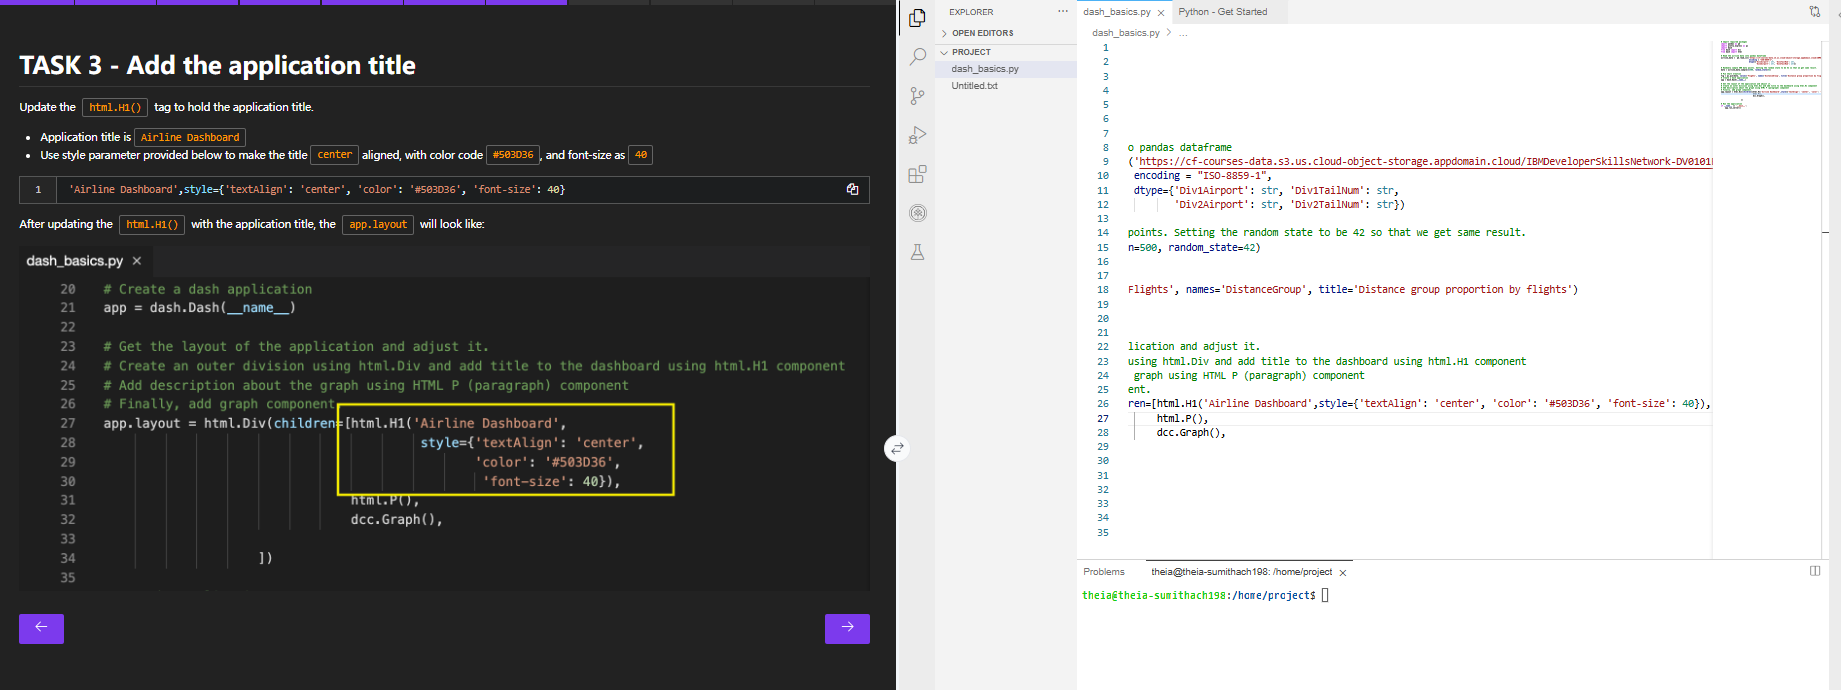 TASK 3 - Add the application title
Update the html.H1() tag to hold the application title.
Application title is Airline Dashboard
Use style parameter provided below to make the title center aligned, with color code #503D36, and font-size as 40
1 'Airline Dashboard',style={'textAlign': 'center', 'color': '#503D36', 'font-size': 40}
After updating the html.H1() with the application title, the app.layout will look like:
dash_basics.py ×
20 # Create a dash application
21 app = dash.Dash(__name__)
22
23 # Get the layout of the application and adjust it.
24 # Create an outer division using html.Div and add title to the dashboard using html.H1 component
25 # Add description about the graph using HTML P (paragraph) component
26 # Finally, add graph component.
27 app.layout = html.Div(children=[html.H1('Airline Dashboard',
28 style={'textAlign': 'center',
29 'color': '#503D36',
30 'font-size': 40}),
31 html.P(),
32 dcc.Graph(),
33
34 ])
35
EXPLORER ...
OPEN EDITORS
PROJECT
dash_basics.py
Untitled.txt
dash_basics.py × Python - Get Started
dash_basics.py > ...
1
2
3
4
5
6
7
8 o pandas dataframe
9 ('https://cf-courses-data.s3.us.cloud-object-storage.appdomain.cloud/IBMDeveloperSkillsNetwork-DV0101
10 encoding = "ISO-8859-1",
11 dtype={'Div1Airport': str, 'Div1TailNum': str,
12 'Div2Airport': str, 'Div2TailNum': str})
13
14 points. Setting the random state to be 42 so that we get same result.
15 n=500, random_state=42)
16
17
18 Flights', names='DistanceGroup', title='Distance group proportion by flights')
19
20
21
22 lication and adjust it.
23 using html.Div and add title to the dashboard using html.H1 component
24 graph using HTML P (paragraph) component
25 ent.
26 ren=[html.H1('Airline Dashboard',style={'textAlign': 'center', 'color': '#503D36', 'font-size': 40}),
27 html.P(),
28 dcc.Graph(),
29
30
31
32
33
34
35
Problems theia@theia-sumithach198: /home/project ×
theia@theia-sumithach198:/home/project$